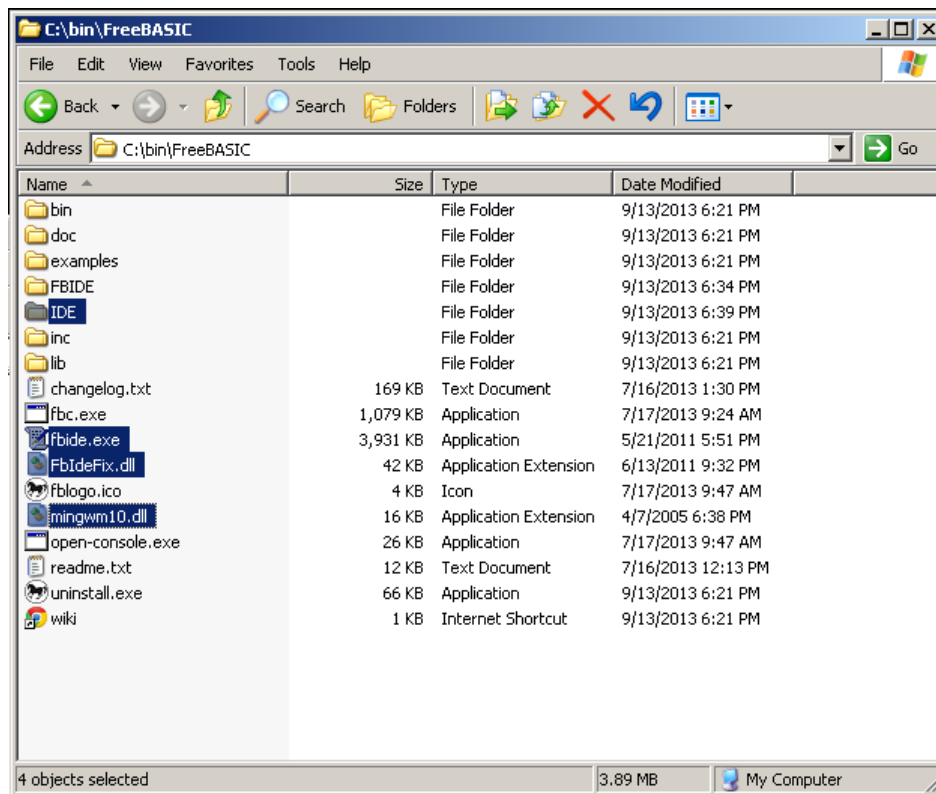 C:\bin\FreeBASIC
File Edit View Favorites Tools Help
Back Search Folders
Address C:\bin\FreeBASIC Go
Name Size Type Date Modified
bin File Folder 9/13/2013 6:21 PM
doc File Folder 9/13/2013 6:21 PM
examples File Folder 9/13/2013 6:21 PM
FBIDE File Folder 9/13/2013 6:34 PM
IDE File Folder 9/13/2013 6:39 PM
inc File Folder 9/13/2013 6:21 PM
lib File Folder 9/13/2013 6:21 PM
changelog.txt 169 KB Text Document 7/16/2013 1:30 PM
fbc.exe 1,079 KB Application 7/17/2013 9:24 AM
fbide.exe 3,931 KB Application 5/21/2011 5:51 PM
FbIdeFix.dll 42 KB Application Extension 6/13/2011 9:32 PM
fblogo.ico 4 KB Icon 7/17/2013 9:47 AM
mingwm10.dll 16 KB Application Extension 4/7/2005 6:38 PM
open-console.exe 26 KB Application 7/17/2013 9:47 AM
readme.txt 12 KB Text Document 7/16/2013 12:13 PM
uninstall.exe 66 KB Application 9/13/2013 6:21 PM
wiki 1 KB Internet Shortcut 9/13/2013 6:21 PM
4 objects selected 3.89 MB My Computer